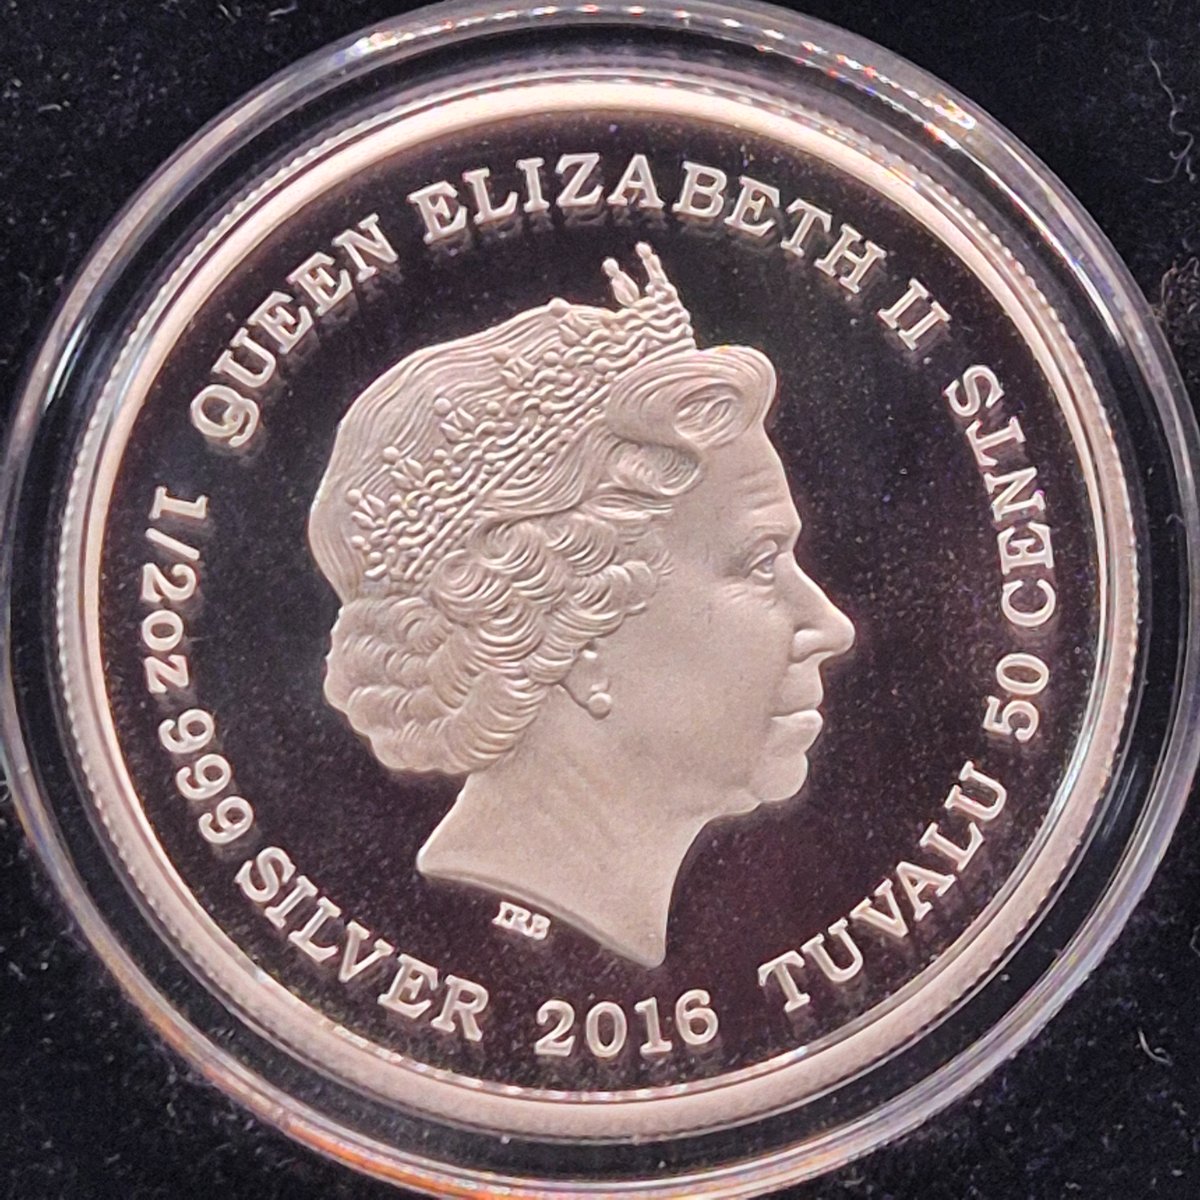 QUEEN ELIZABETH II
50 CENTS
TUVALU
2016
1/2oz 999 SILVER
IRB